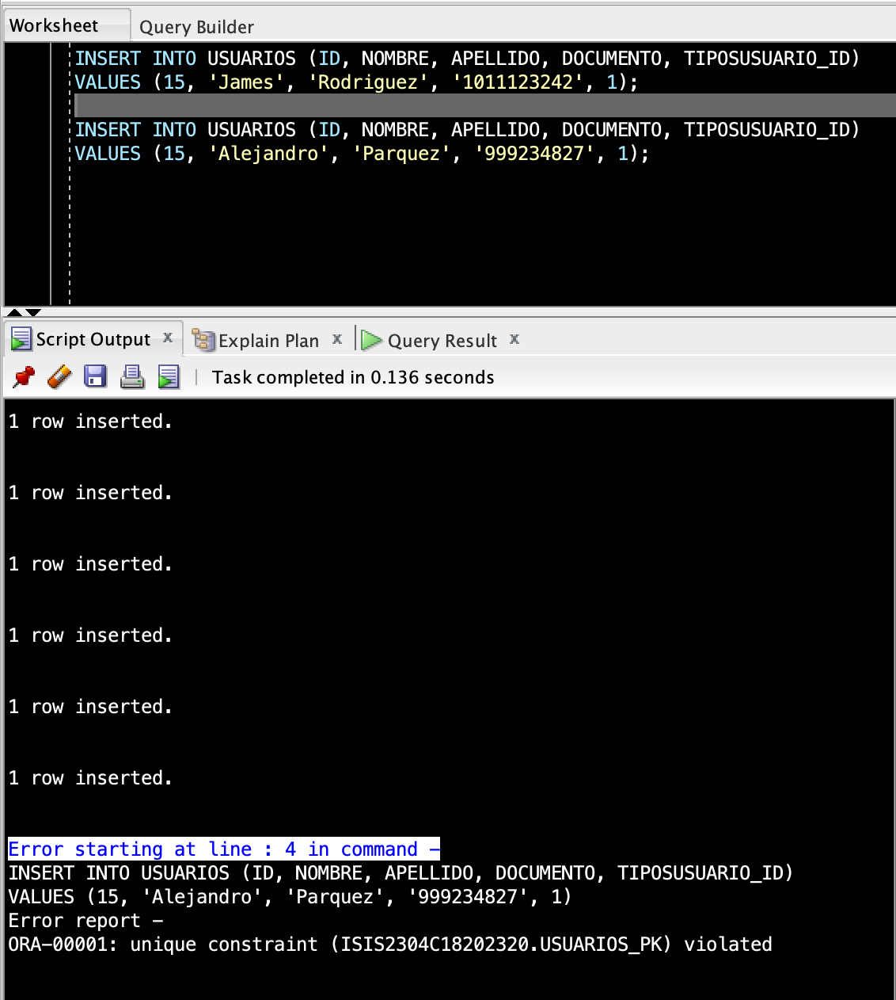 Worksheet Query Builder
INSERT INTO USUARIOS (ID, NOMBRE, APELLIDO, DOCUMENTO, TIPOSUSUARIO_ID)
VALUES (15, 'James', 'Rodriguez', '1011123242', 1);
INSERT INTO USUARIOS (ID, NOMBRE, APELLIDO, DOCUMENTO, TIPOSUSUARIO_ID)
VALUES (15, 'Alejandro', 'Parquez', '999234827', 1);
Script Output x Explain Plan x Query Result x
Task completed in 0.136 seconds
1 row inserted.
1 row inserted.
1 row inserted.
1 row inserted.
1 row inserted.
1 row inserted.
Error starting at line : 4 in command -
INSERT INTO USUARIOS (ID, NOMBRE, APELLIDO, DOCUMENTO, TIPOSUSUARIO_ID)
VALUES (15, 'Alejandro', 'Parquez', '999234827', 1)
Error report -
ORA-00001: unique constraint (ISIS2304C18202320.USUARIOS_PK) violated